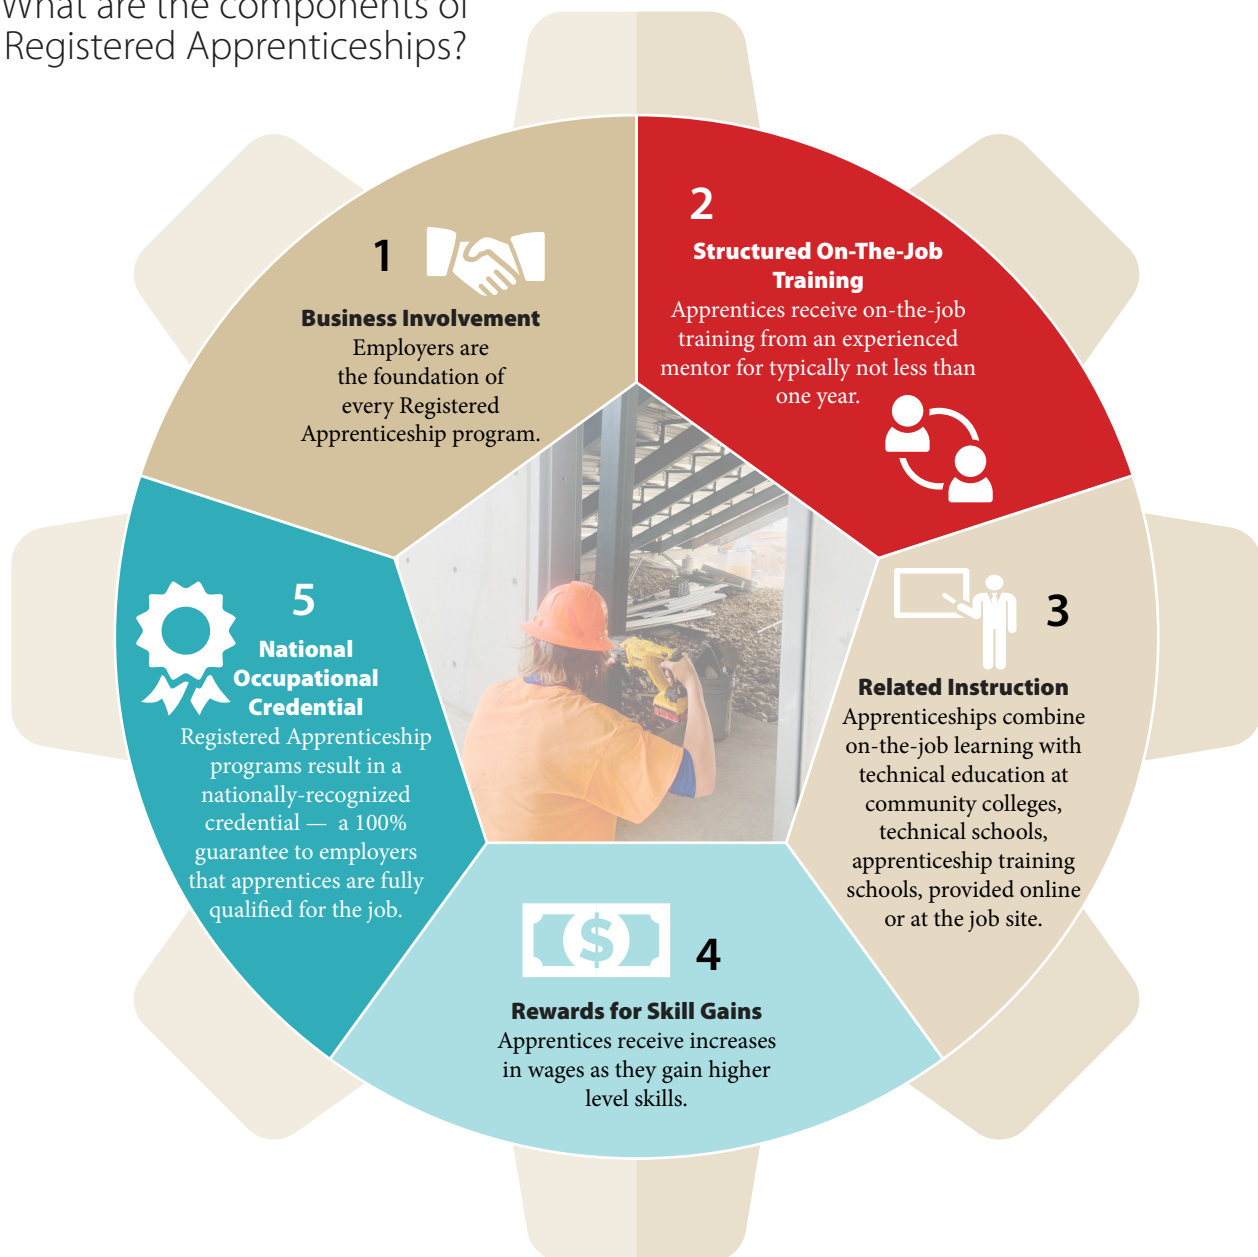 What are the components of
Registered Apprenticeships?
1
Business Involvement
Employers are
the foundation of
every Registered
Apprenticeship program.
2
Structured On-The-Job
Training
Apprentices receive on-the-job
training from an experienced
mentor for typically not less than
one year.
3
Related Instruction
Apprenticeships combine
on-the-job learning with
technical education at
community colleges,
technical schools,
apprenticeship training
schools, provided online
or at the job site.
$
4
Rewards for Skill Gains
Apprentices receive increases
in wages as they gain higher
level skills.
5
National
Occupational
Credential
Registered Apprenticeship
programs result in a
nationally-recognized
credential — a 100%
guarantee to employers
that apprentices are fully
qualified for the job.